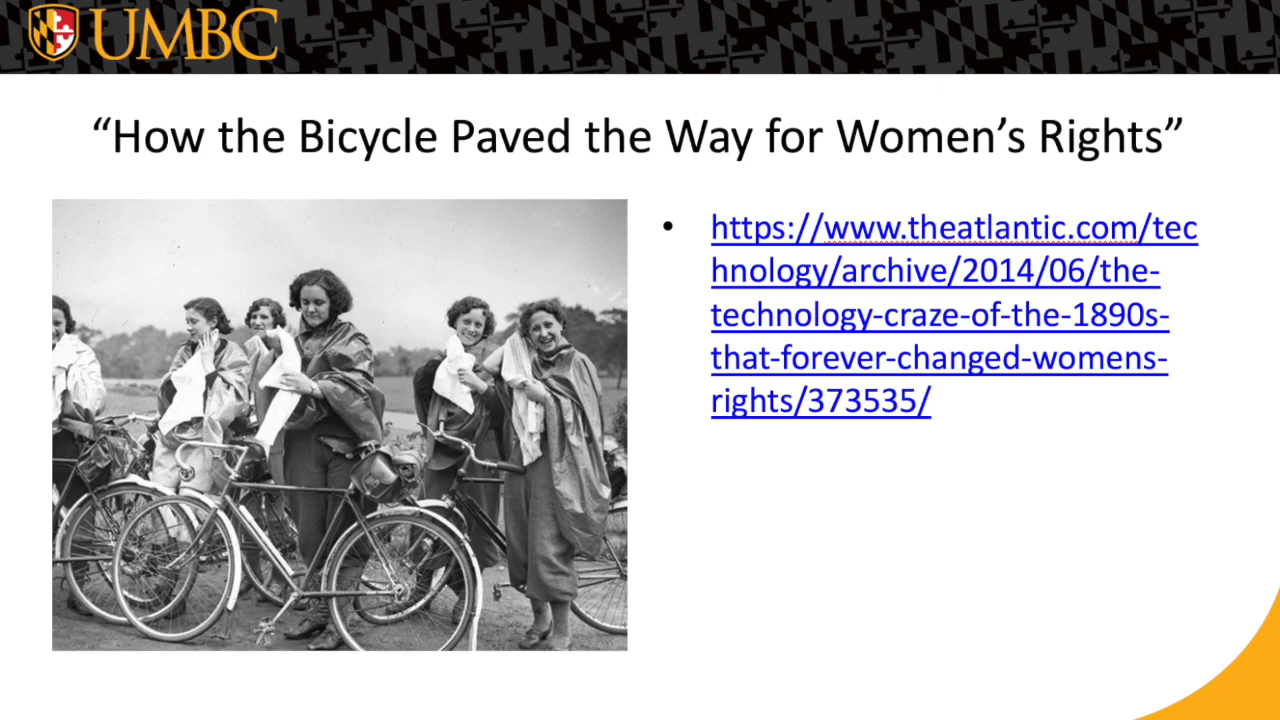 UMBC
“How the Bicycle Paved the Way for Women’s Rights”
• https://www.theatlantic.com/tec
hnology/archive/2014/06/the-
technology-craze-of-the-1890s-
that-forever-changed-womens-
rights/373535/